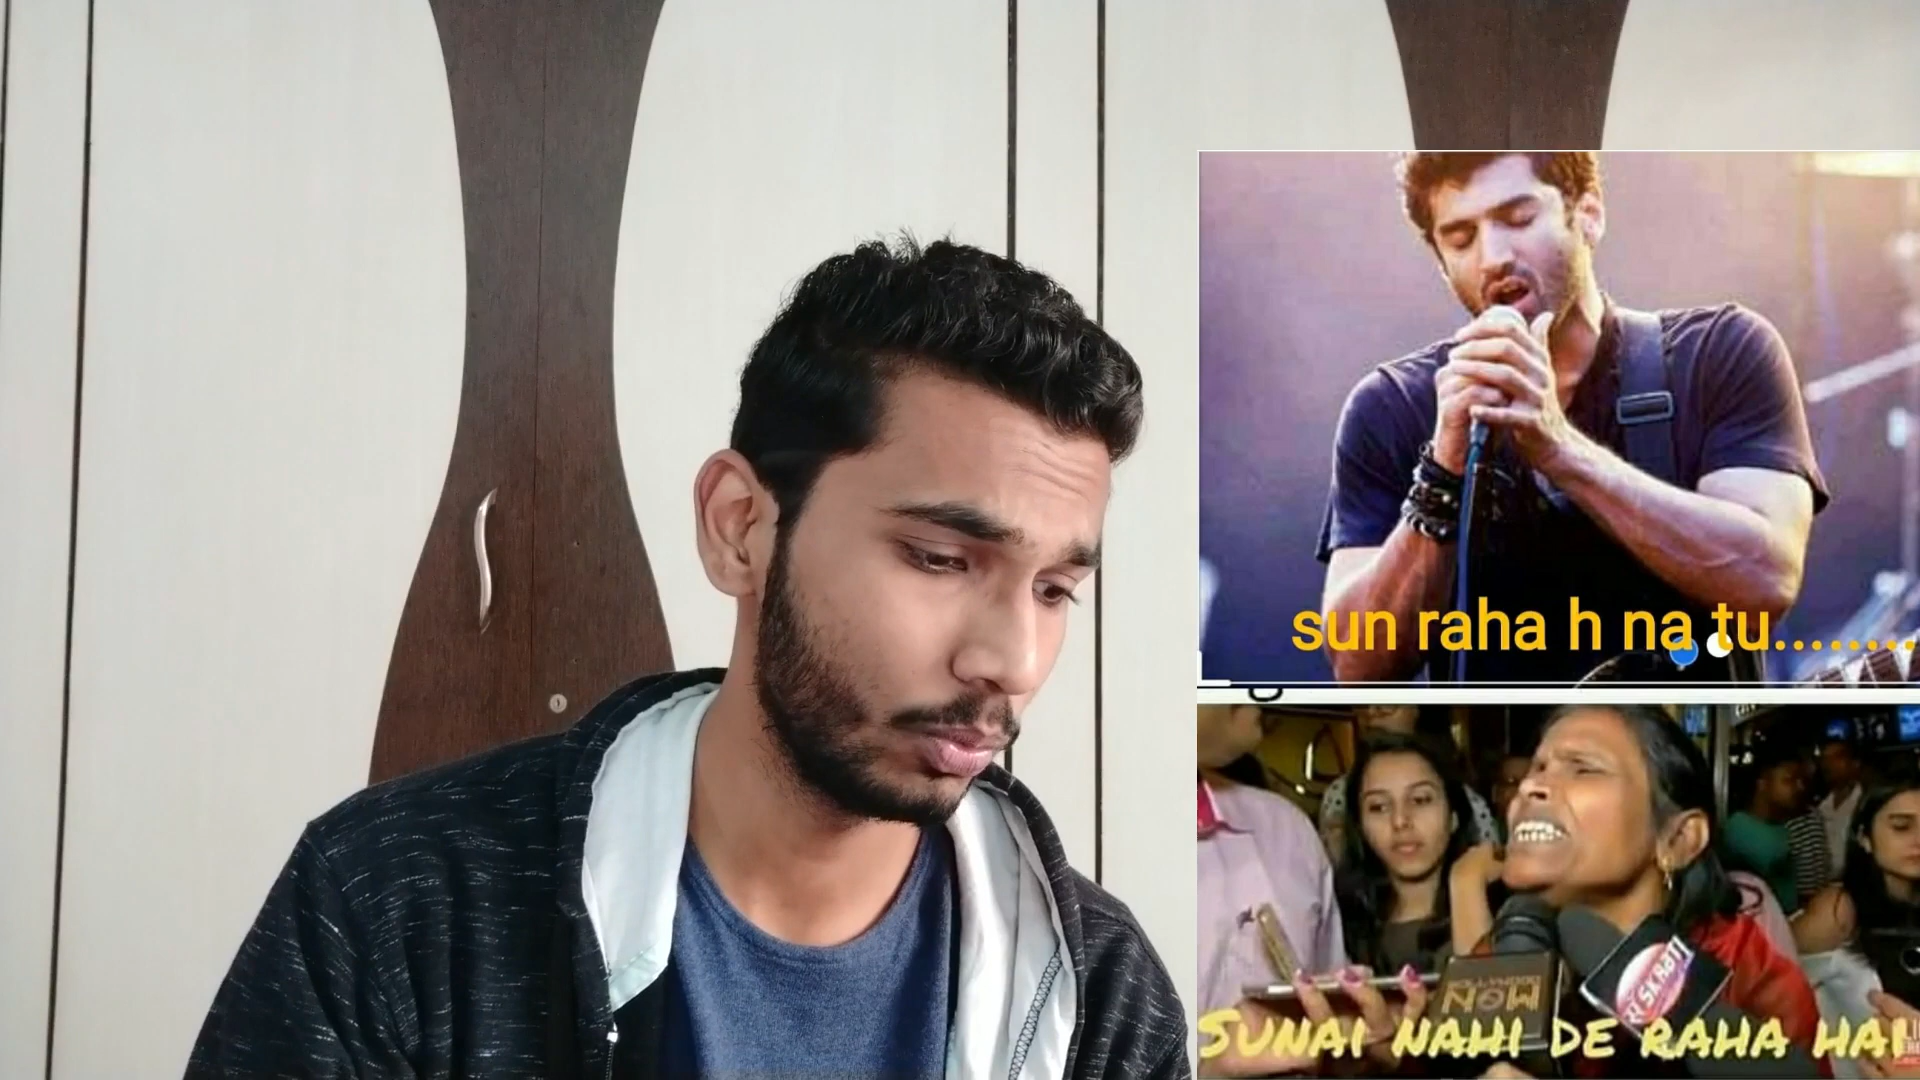 sun raha h na tu........
SUNAI NAHI DE RAHA HAI